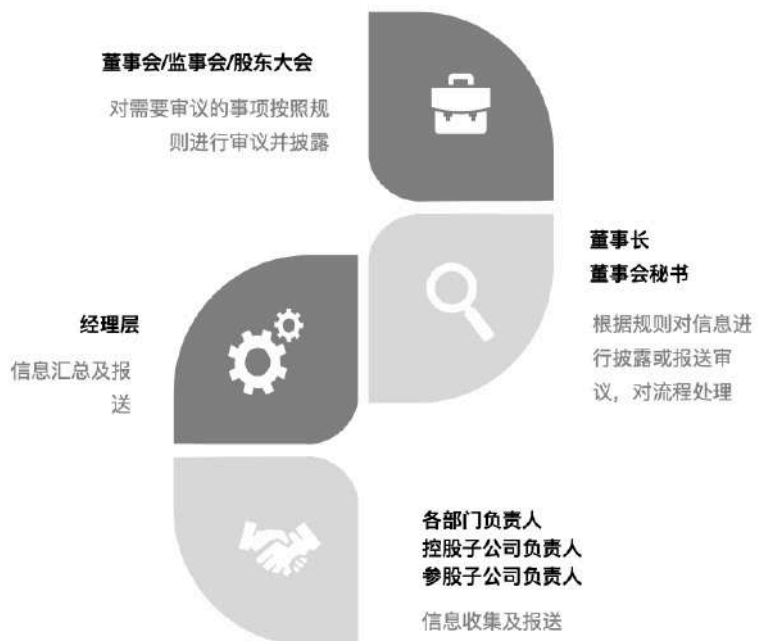 董事会/监事会/股东大会
对需要审议的事项按照规
则进行审议并披露
董事长
董事会秘书
根据规则对信息进
行披露或报送审
议，对流程处理
经理层
信息汇总及报
送
各部门负责人
控股子公司负责人
参股子公司负责人
信息收集及报送